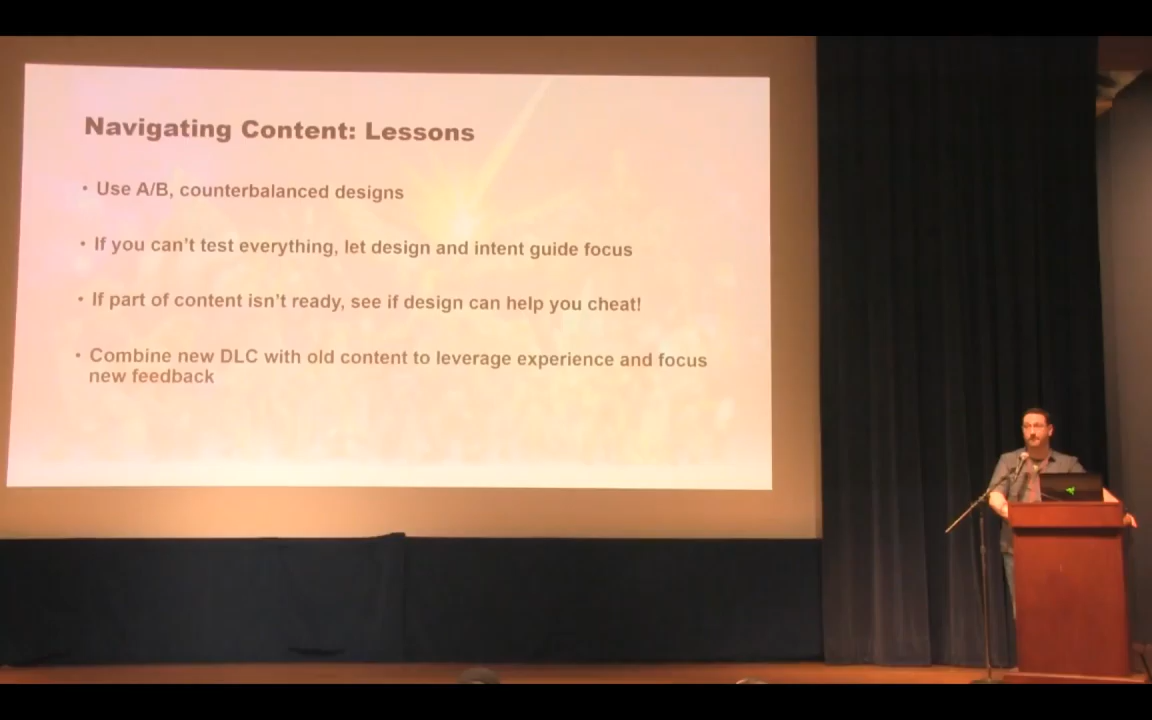 Navigating Content: Lessons
• Use A/B, counterbalanced designs
• If you can't test everything, let design and intent guide focus
• If part of content isn't ready, see if design can help you cheat!
• Combine new DLC with old content to leverage experience and focus
new feedback